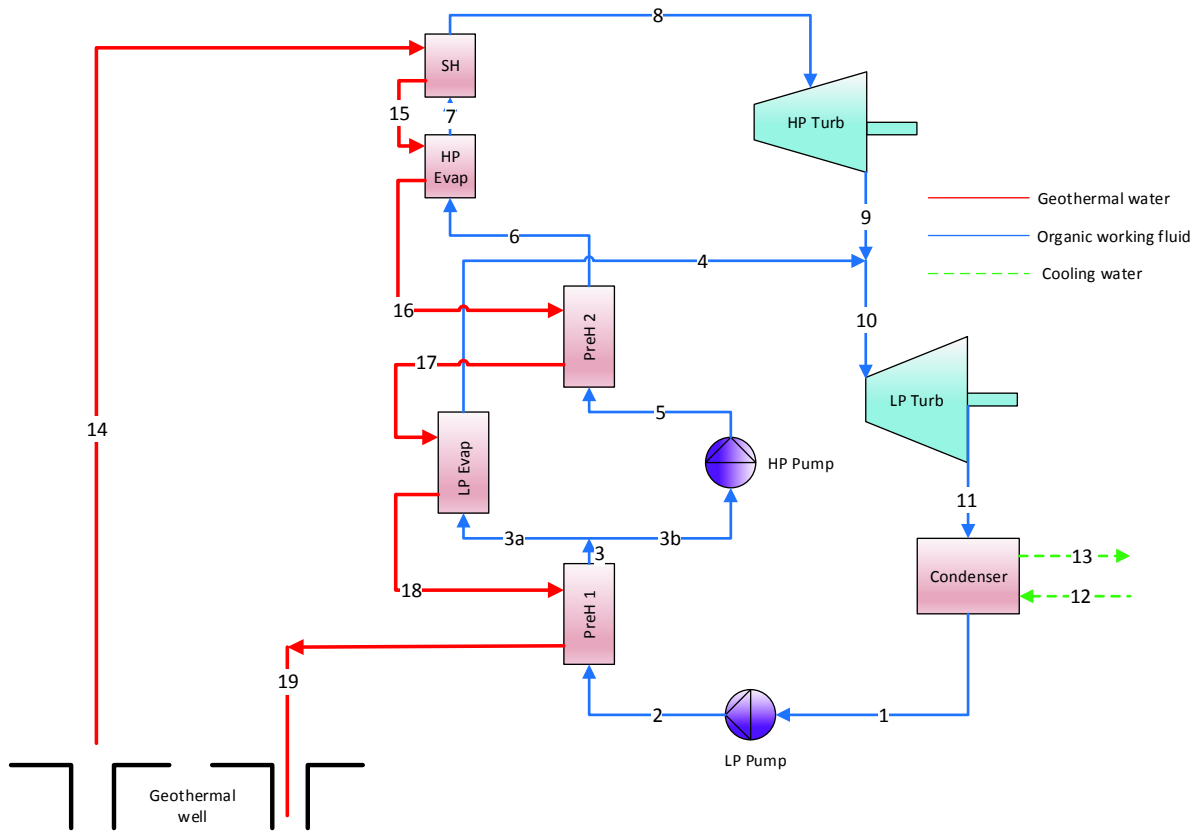 8
SH
15
7
HP Turb
HP
Evap
9
Geothermal water
6
Organic working fluid
4
Cooling water
16
10
PreH 2
17
LP Turb
5
14
LP Evap
HP Pump
11
3a
3
3b
13
Condenser
18
12
PreH 1
19
2
1
LP Pump
Geothermal
well